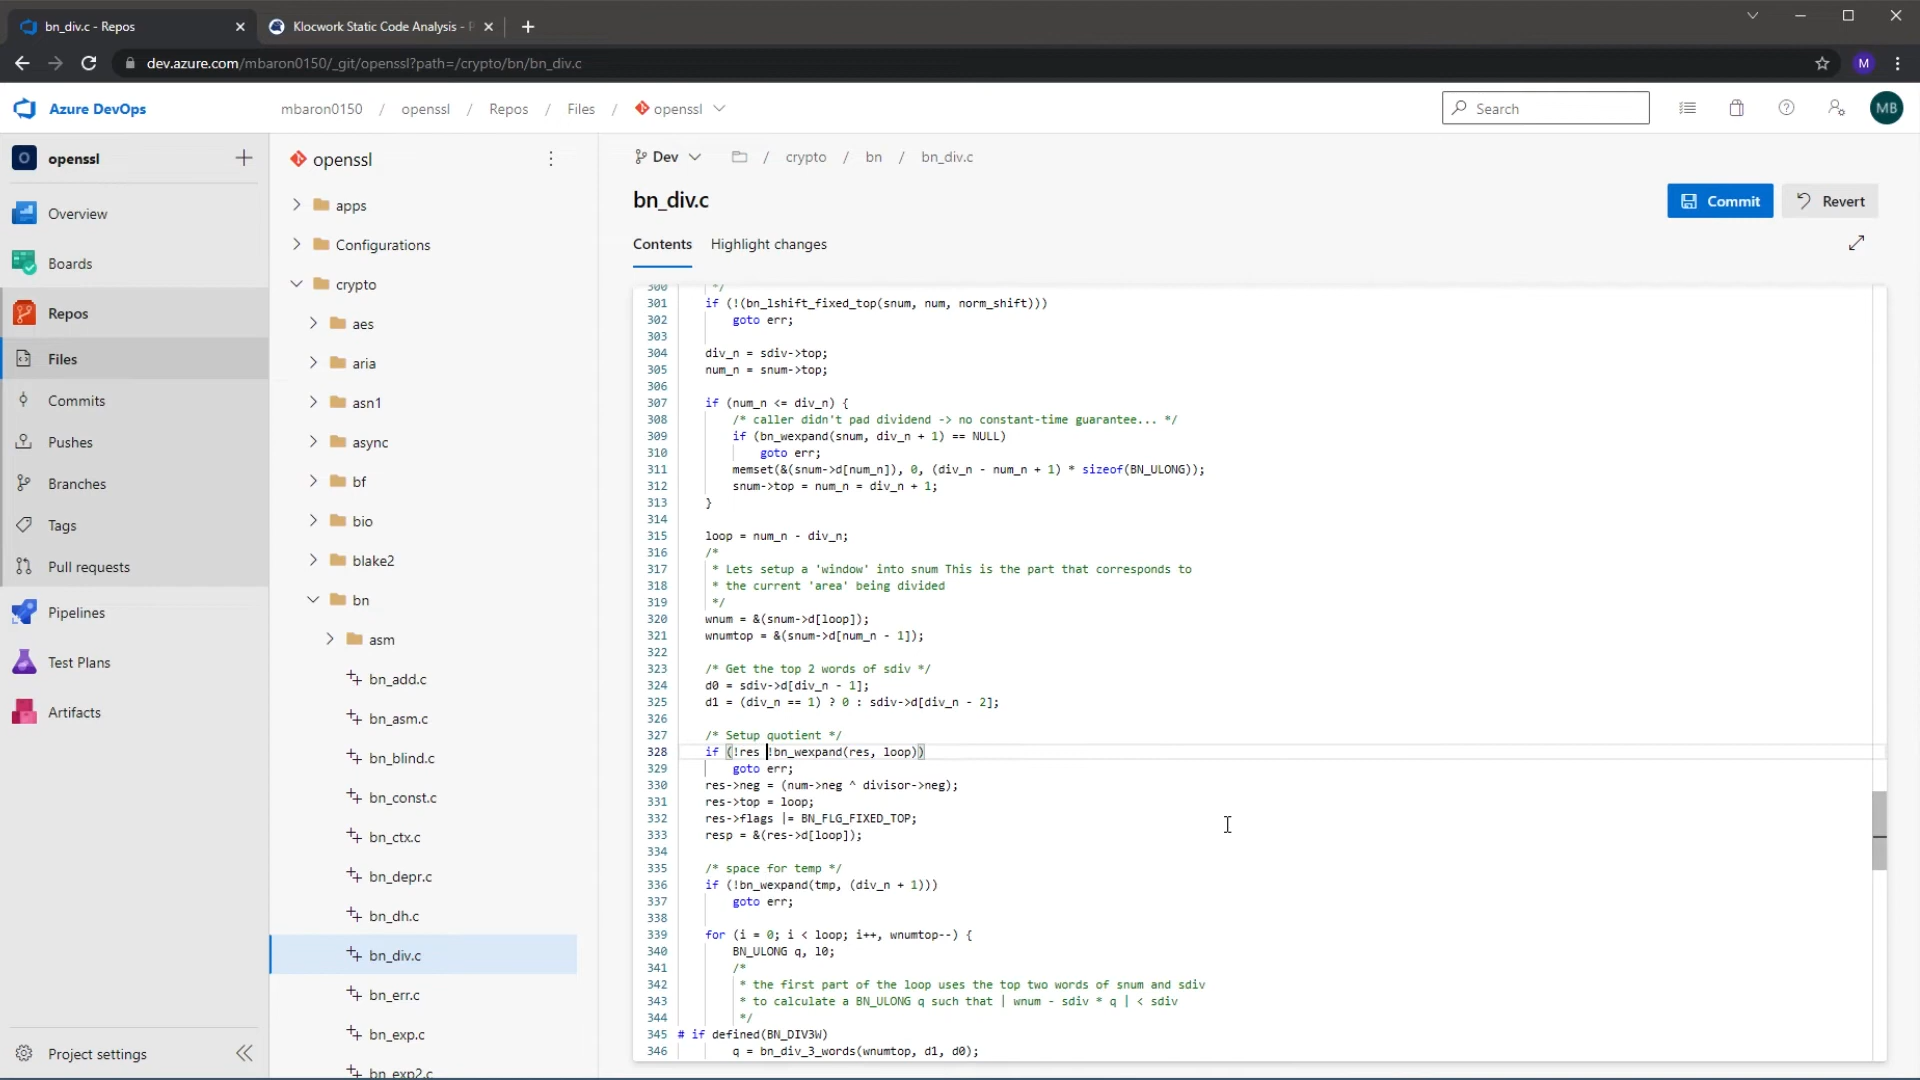 bn_div.c - Repos
Klocwork Static Code Analysis -
dev.azure.com/mbaron0150/_git/openssl?path=/crypto/bn/bn_div.c
M
Azure DevOps
mbaron0150 / openssl / Repos / Files / openssl
Search
MB
O openssl
Overview
Boards
Repos
Files
Commits
Pushes
Branches
Tags
Pull requests
Pipelines
Test Plans
Artifacts
Project settings
openssl
apps
Configurations
crypto
aes
aria
asn1
async
bf
bio
blake2
bn
asm
bn_add.c
bn_asm.c
bn_blind.c
bn_const.c
bn_ctx.c
bn_depr.c
bn_dh.c
bn_div.c
bn_err.c
bn_exp.c
bn_exp2.c
Dev / crypto / bn / bn_div.c
bn_div.c
Commit
Revert
Contents
Highlight changes
300 */
301 if (!(bn_lshift_fixed_top(snum, num, norm_shift)))
302 goto err;
303
304 div_n = sdiv->top;
305 num_n = snum->top;
306
307 if (num_n <= div_n) {
308 /* caller didn't pad dividend -> no constant-time guarantee... */
309 if (bn_wexpand(snum, div_n + 1) == NULL)
310 goto err;
311 memset(&(snum->d[num_n]), 0, (div_n - num_n + 1) * sizeof(BN_ULONG));
312 snum->top = num_n = div_n + 1;
313 }
314
315 loop = num_n - div_n;
316 /*
317 * Lets setup a 'window' into snum This is the part that corresponds to
318 * the current 'area' being divided
319 */
320 wnum = &(snum->d[loop]);
321 wnumtop = &(snum->d[num_n - 1]);
322
323 /* Get the top 2 words of sdiv */
324 d0 = sdiv->d[div_n - 1];
325 d1 = (div_n == 1) ? 0 : sdiv->d[div_n - 2];
326
327 /* Setup quotient */
328 if (!res !bn_wexpand(res, loop))
329 goto err;
330 res->neg = (num->neg ^ divisor->neg);
331 res->top = loop;
332 res->flags |= BN_FLG_FIXED_TOP;
333 resp = &(res->d[loop]);
334
335 /* space for temp */
336 if (!bn_wexpand(tmp, (div_n + 1)))
337 goto err;
338
339 for (i = 0; i < loop; i++, wnumtop--) {
340 BN_ULONG q, l0;
341 /*
342 * the first part of the loop uses the top two words of snum and sdiv
343 * to calculate a BN_ULONG q such that | wnum - sdiv * q | < sdiv
344 */
345 # if defined(BN_DIV3W)
346 q = bn_div_3_words(wnumtop, d1, d0);